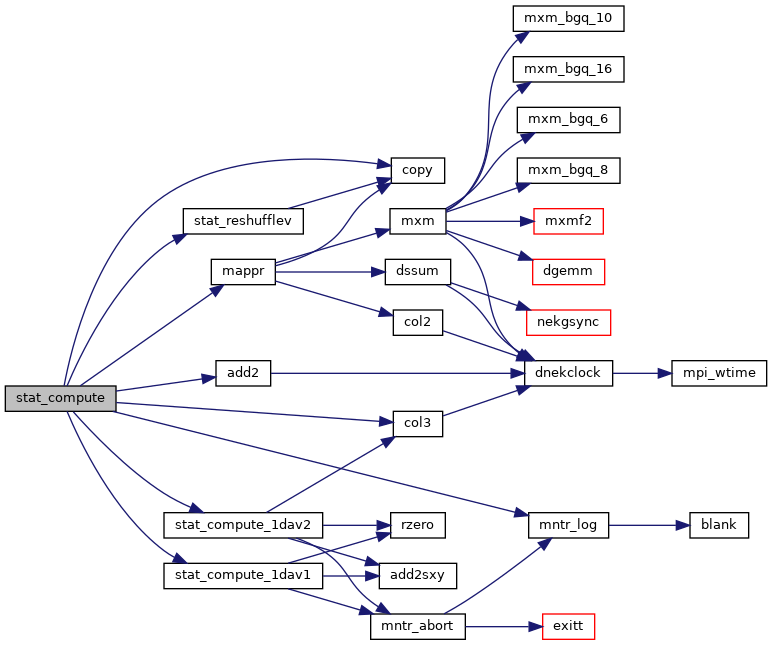 mxm_bgq_10
mxm_bgq_16
mxm_bgq_6
copy
mxm_bgq_8
stat_reshufflev
mxm
mxmf2
mappr
dssum
dgemm
col2
nekgsync
add2
dnekclock
mpi_wtime
stat_compute
col3
stat_compute_1dav2
rzero
mntr_log
blank
stat_compute_1dav1
add2sxy
mntr_abort
exitt